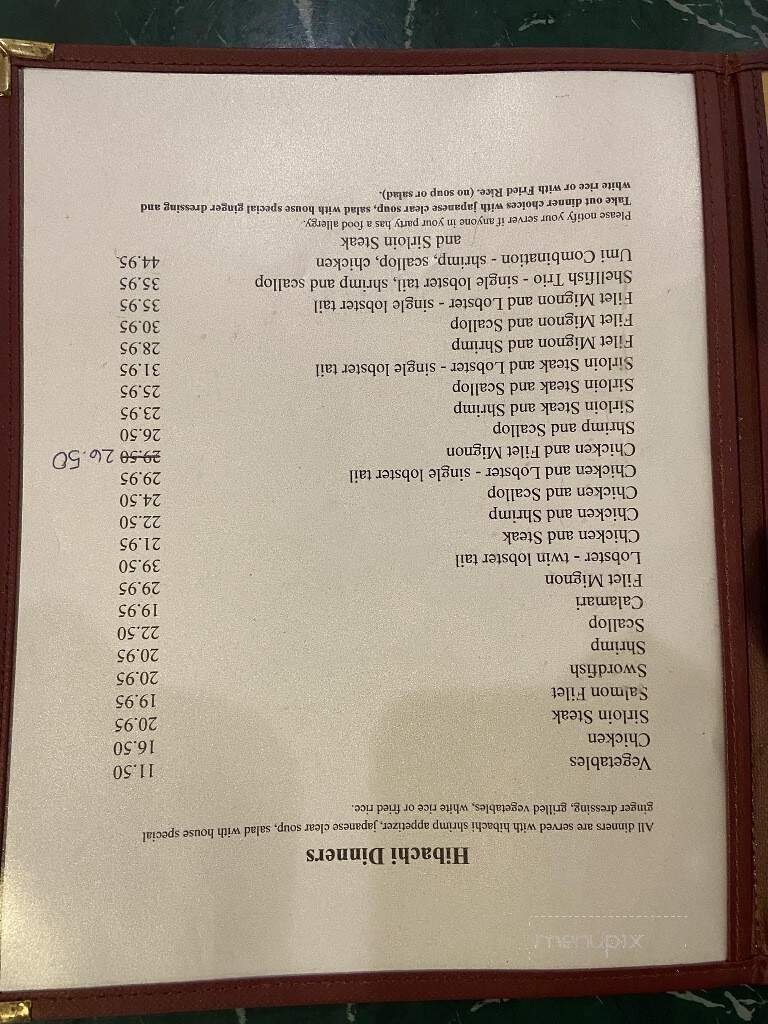 Hibachi Dinners
All dinners are served with hibachi shrimp appetizer, japanese clear soup, salad with house special
ginger dressing, grilled vegetables, white rice or fried rice.
Vegetables 11.50
Chicken 16.50
Sirloin Steak 20.95
Salmon Filet 19.95
Swordfish 20.95
Shrimp 20.95
Scallop 22.50
Calamari 19.95
Filet Mignon 29.95
Lobster - twin lobster tail 39.50
Chicken and Steak 21.95
Chicken and Shrimp 22.50
Chicken and Scallop 24.50
Chicken and Lobster - single lobster tail 29.95
Chicken and Filet Mignon 29.50 26.50
Shrimp and Scallop 26.50
Sirloin Steak and Shrimp 23.95
Sirloin Steak and Scallop 25.95
Sirloin Steak and Lobster - single lobster tail 31.95
Filet Mignon and Shrimp 28.95
Filet Mignon and Scallop 30.95
Filet Mignon and Lobster - single lobster tail 35.95
Shellfish Trio - single lobster tail, shrimp and scallop 35.95
Umi Combination - shrimp, scallop, chicken 44.95
and Sirloin Steak
Please notify your server if anyone in your party has a food allergy.
Take out dinner choices with japanese clear soup, salad with house special ginger dressing and
white rice or with Fried Rice. (no soup or salad).
menupix